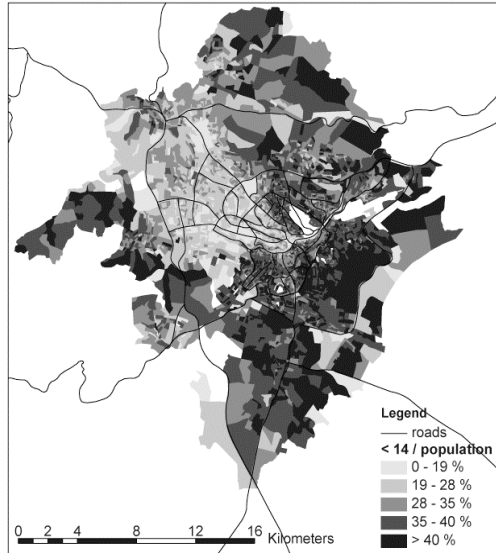 Legend
roads
< 14 / population
0 - 19 %
19 - 28 %
28 - 35 %
35 - 40 %
> 40 %
0 2 4 8 12 16
Kilometers